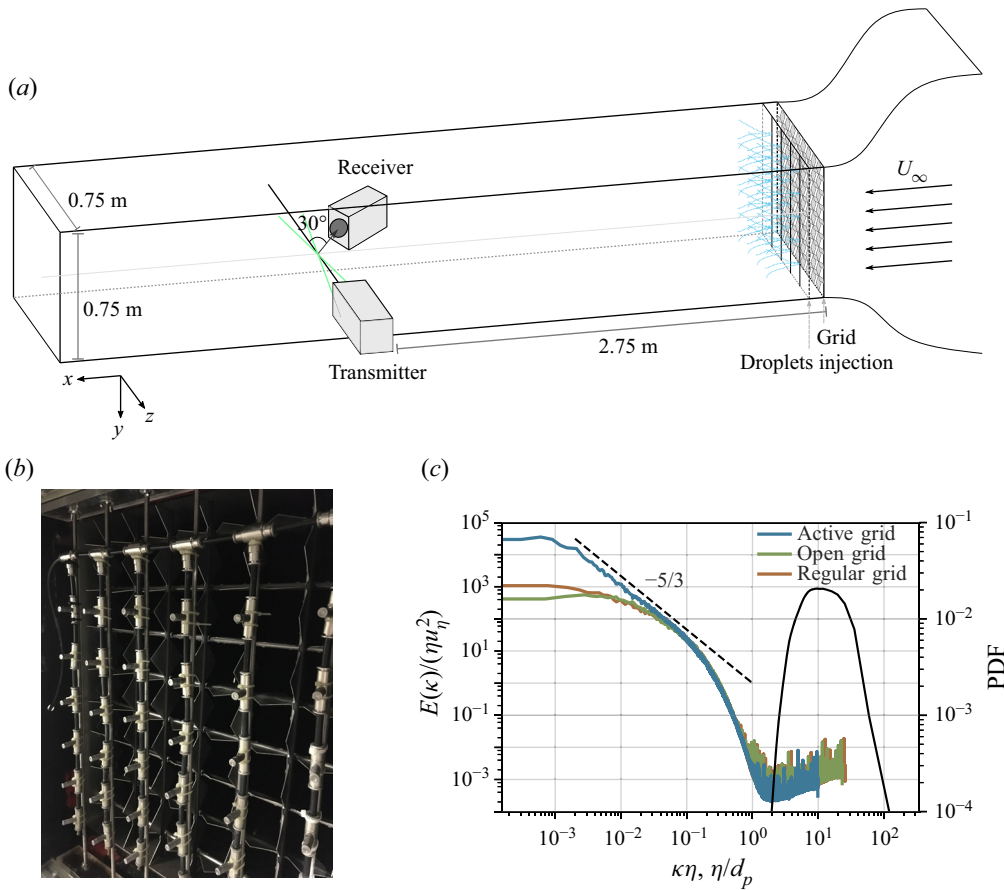 (a)
Receiver
0.75 m
30°
U∞
0.75 m
2.75 m
Grid
Droplets injection
Transmitter
x
y
z
(b)
(c)
10^5
10^3
10^1
10^−1
10^−3
E(κ)/(ηu_η^2)
Active grid
Open grid
Regular grid
−5/3
10^−1
10^−2
10^−3
10^−4
PDF
10^−3
10^−2
10^−1
10^0
10^1
10^2
κη, η/d_p